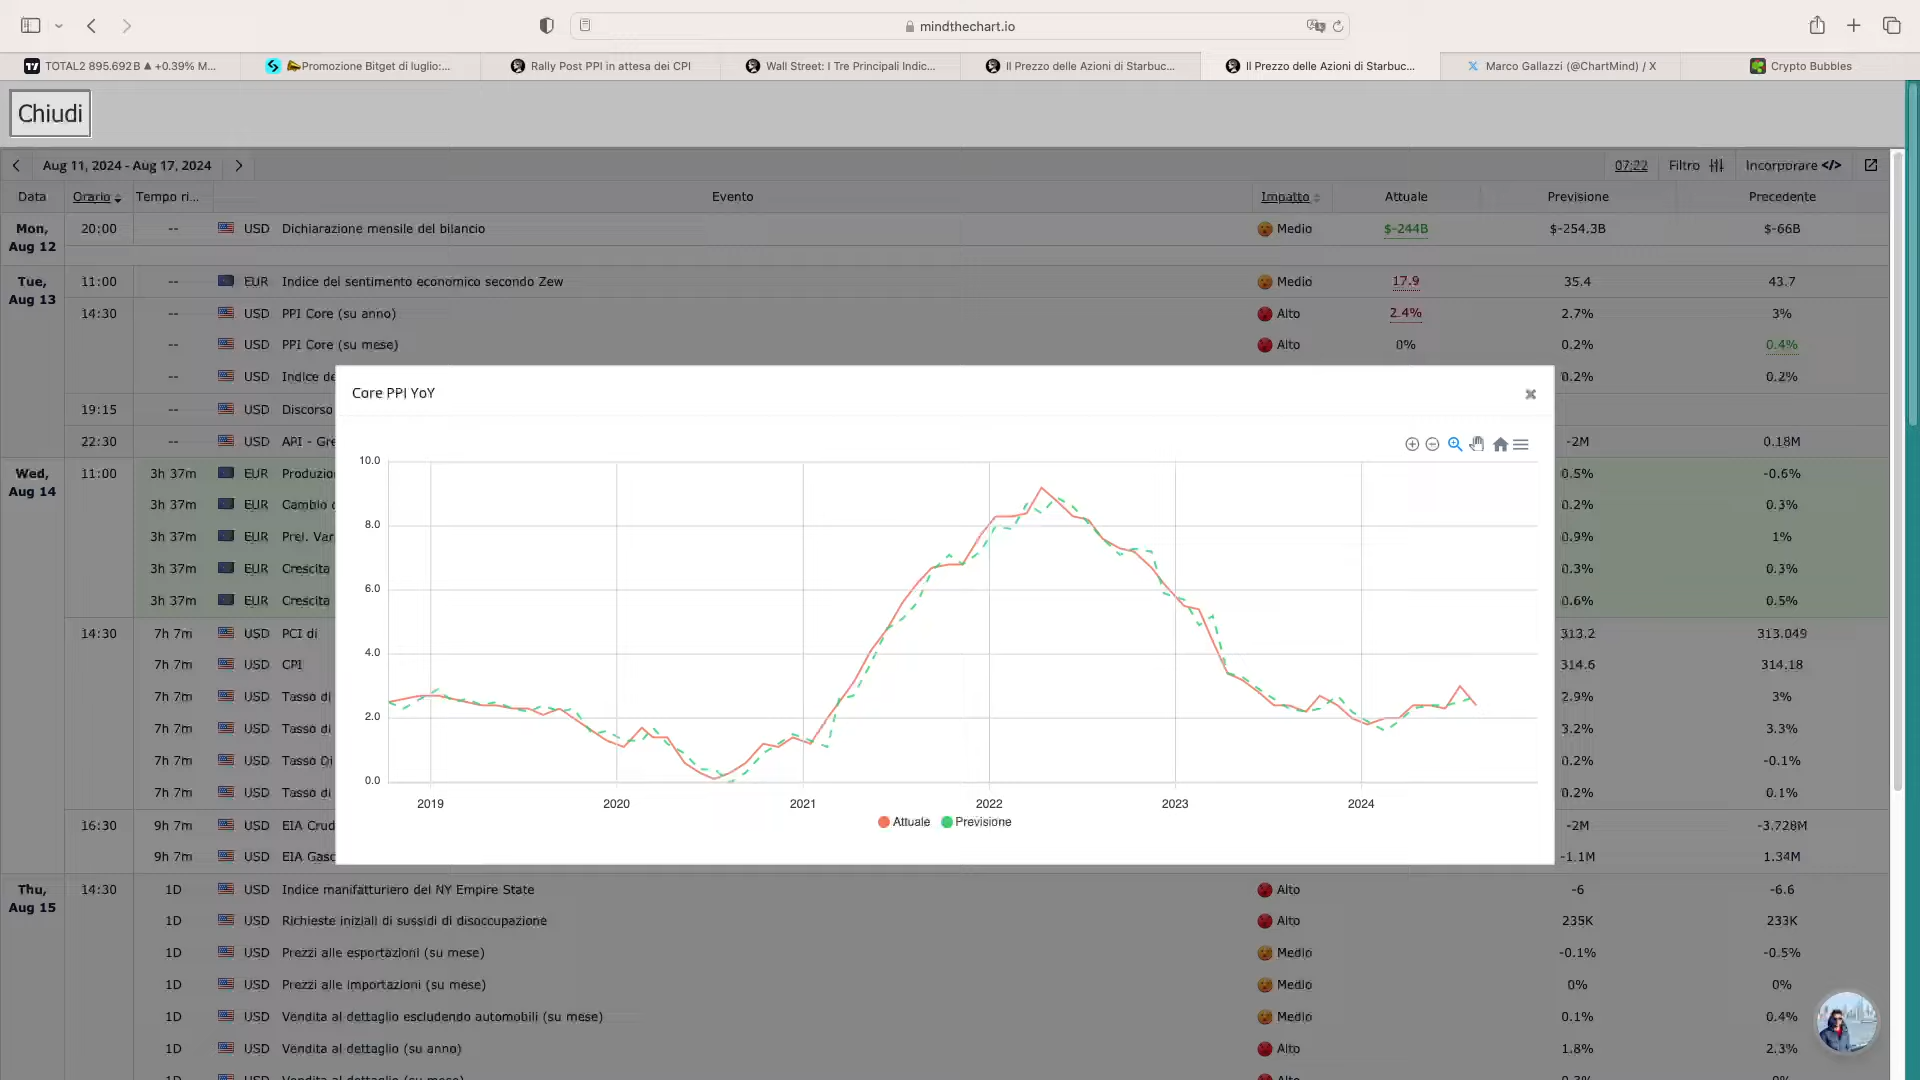 mindthechart.io
TOTAL2 895.692 B ▲ +0.39% M...
Promozione Bitget di luglio:...
Rally Post PPI in attesa dei CPI
Wall Street: I Tre Principali Indic...
Il Prezzo delle Azioni di Starbuc...
Il Prezzo delle Azioni di Starbuc...
Marco Gallazzi (@ChartMind) / X
Crypto Bubbles
Chiudi
Aug 11, 2024 - Aug 17, 2024
07:22 Filtro Incorporare </>
Data Orario Tempo ri... Evento Impatto Attuale Previsione Precedente
Mon, Aug 12 20:00 -- USD Dichiarazione mensile del bilancio Medio $-244B $-254.3B $-66B
Tue, Aug 13 11:00 -- EUR Indice del sentimento economico secondo Zew Medio 17.9 35.4 43.7
14:30 -- USD PPI Core (su anno) Alto 2.4% 2.7% 3%
-- USD PPI Core (su mese) Alto 0% 0.2% 0.4%
-- USD Indice de 0.2% 0.2%
19:15 -- USD Discorso
22:30 -- USD API - Gre -2M 0.18M
Wed, Aug 14 11:00 3h 37m EUR Produzio 0.5% -0.6%
3h 37m EUR Cambio 0.2% 0.3%
3h 37m EUR Prel. Var 0.9% 1%
3h 37m EUR Crescita 0.3% 0.3%
3h 37m EUR Crescita 0.6% 0.5%
14:30 7h 7m USD PCI di 313.2 313.049
7h 7m USD CPI 314.6 314.18
7h 7m USD Tasso di 2.9% 3%
7h 7m USD Tasso di 3.2% 3.3%
7h 7m USD Tasso Di 0.2% -0.1%
7h 7m USD Tasso di 0.2% 0.1%
16:30 9h 7m USD EIA Crud -2M -3.728M
9h 7m USD EIA Gaso -1.1M 1.34M
Thu, Aug 15 14:30 1D USD Indice manifatturiero del NY Empire State Alto -6 -6.6
1D USD Richieste iniziali di sussidi di disoccupazione Alto 235K 233K
1D USD Prezzi alle esportazioni (su mese) Medio -0.1% -0.5%
1D USD Prezzi alle importazioni (su mese) Medio 0% 0%
1D USD Vendita al dettaglio escludendo automobili (su mese) Medio 0.1% 0.4%
1D USD Vendita al dettaglio (su anno) Alto 1.8% 2.3%
Core PPI YoY
10.0
8.0
6.0
4.0
2.0
0.0
2019 2020 2021 2022 2023 2024
Attuale Previsione